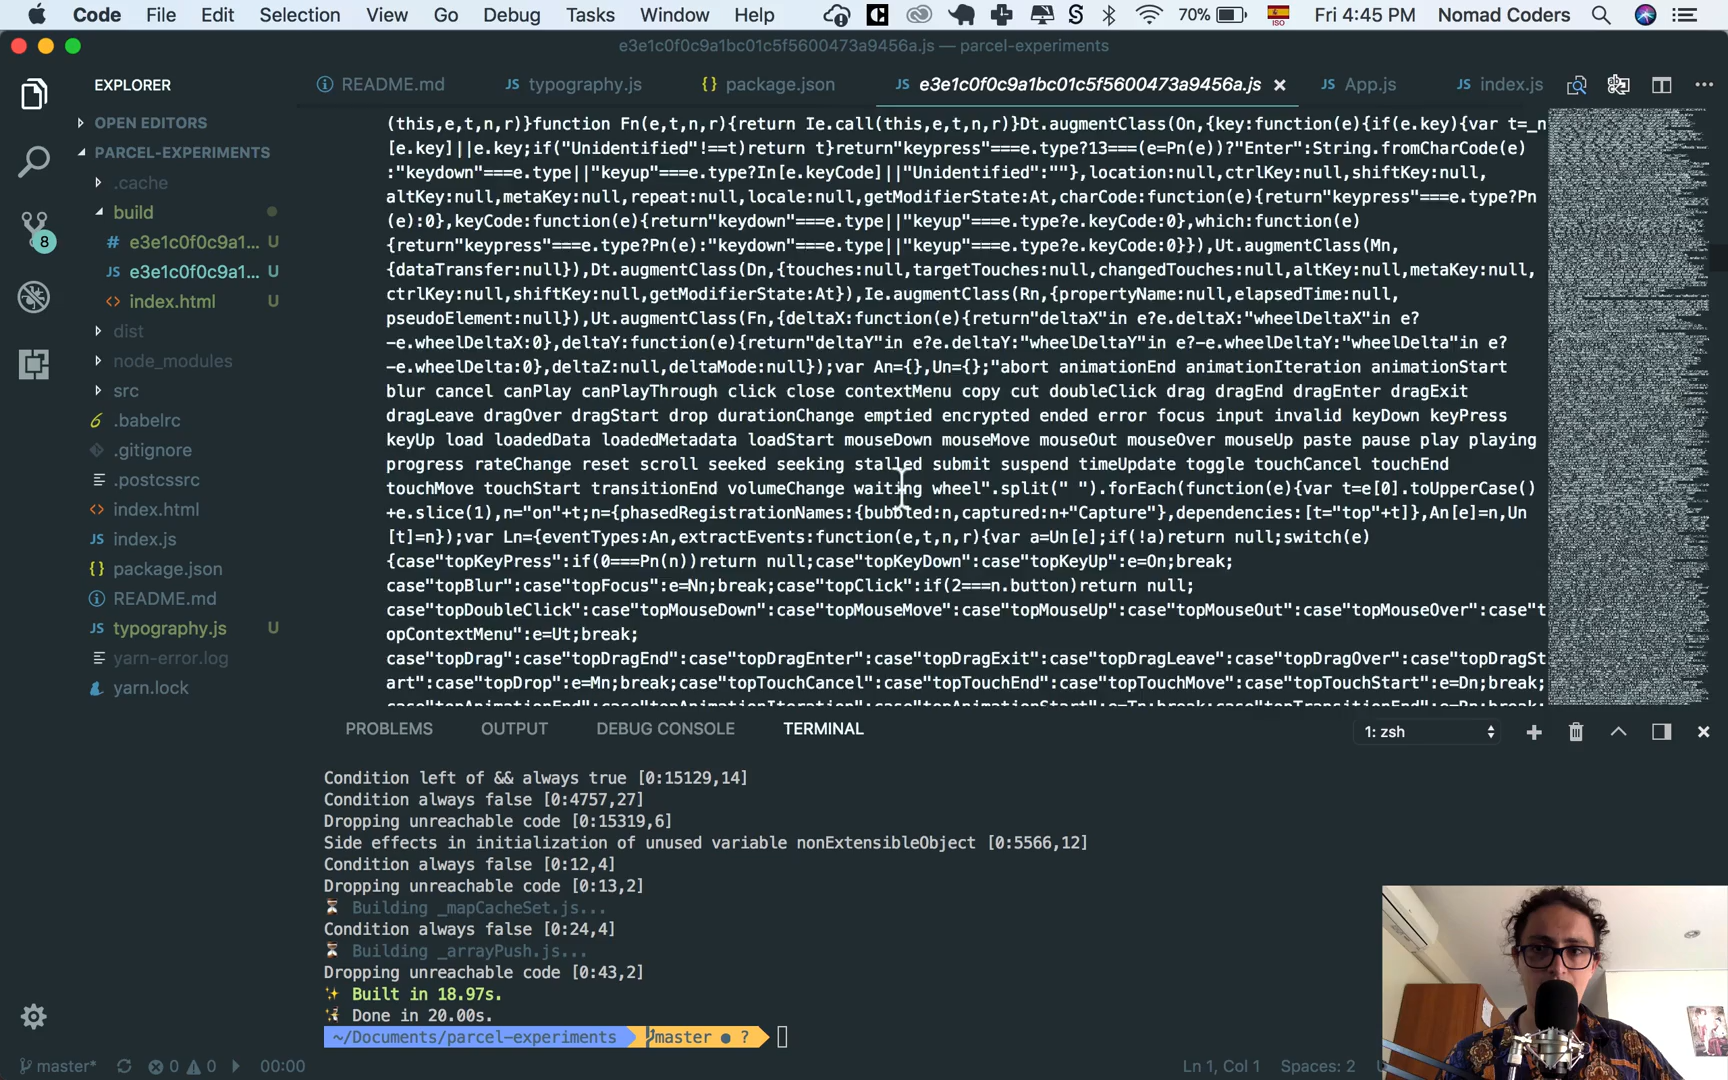 Code File Edit Selection View Go Debug Tasks Window Help 70% ISO Fri 4:45 PM Nomad Coders
e3e1c0f0c9a1bc01c5f5600473a9456a.js — parcel-experiments
EXPLORER
README.md
JS typography.js
{} package.json
JS e3e1c0f0c9a1bc01c5f5600473a9456a.js
JS App.js
JS index.js
OPEN EDITORS
PARCEL-EXPERIMENTS
.cache
build
# e3e1c0f0c9a1... U
JS e3e1c0f0c9a1... U
<> index.html
dist
node_modules
src
.babelrc
.gitignore
.postcssrc
<> index.html
JS index.js
{} package.json
README.md
JS typography.js U
yarn-error.log
yarn.lock
8
(this,e,t,n,r)}function Fn(e,t,n,r){return Ie.call(this,e,t,n,r)}Dt.augmentClass(On,{key:function(e){if(e.key){var t=_n
[e.key]||e.key;if("Unidentified"!==t)return t}return"keypress"===e.type?13===(e=Pn(e))?"Enter":String.fromCharCode(e)
:"keydown"===e.type||"keyup"===e.type?In[e.keyCode]||"Unidentified":""},location:null,ctrlKey:null,shiftKey:null,
altKey:null,metaKey:null,repeat:null,locale:null,getModifierState:At,charCode:function(e){return"keypress"===e.type?Pn
(e):0},keyCode:function(e){return"keydown"===e.type||"keyup"===e.type?e.keyCode:0},which:function(e)
{return"keypress"===e.type?Pn(e):"keydown"===e.type||"keyup"===e.type?e.keyCode:0}}),Ut.augmentClass(Mn,
{dataTransfer:null}),Dt.augmentClass(Dn,{touches:null,targetTouches:null,changedTouches:null,altKey:null,metaKey:null,
ctrlKey:null,shiftKey:null,getModifierState:At}),Ie.augmentClass(Rn,{propertyName:null,elapsedTime:null,
pseudoElement:null}),Ut.augmentClass(Fn,{deltaX:function(e){return"deltaX"in e?e.deltaX:"wheelDeltaX"in e?
-e.wheelDeltaX:0},deltaY:function(e){return"deltaY"in e?e.deltaY:"wheelDeltaY"in e?-e.wheelDeltaY:"wheelDelta"in e?
-e.wheelDelta:0},deltaZ:null,deltaMode:null});var An={},Un={};"abort animationEnd animationIteration animationStart
blur cancel canPlay canPlayThrough click close contextMenu copy cut doubleClick drag dragEnd dragEnter dragExit
dragLeave dragOver dragStart drop durationChange emptied encrypted ended error focus input invalid keyDown keyPress
keyUp load loadedData loadedMetadata loadStart mouseDown mouseMove mouseOut mouseOver mouseUp paste pause play playing
progress rateChange reset scroll seeked seeking stalled submit suspend timeUpdate toggle touchCancel touchEnd
touchMove touchStart transitionEnd volumeChange waiting wheel".split(" ").forEach(function(e){var t=e[0].toUpperCase()
+e.slice(1),n="on"+t;n={phasedRegistrationNames:{bubbled:n,captured:n+"Capture"},dependencies:[t="top"+t]},An[e]=n,Un
[t]=n});var Ln={eventTypes:An,extractEvents:function(e,t,n,r){var a=Un[e];if(!a)return null;switch(e)
{case"topKeyPress":if(0===Pn(n))return null;case"topKeyDown":case"topKeyUp":e=On;break;
case"topBlur":case"topFocus":e=Nn;break;case"topClick":if(2===n.button)return null;
case"topDoubleClick":case"topMouseDown":case"topMouseMove":case"topMouseUp":case"topMouseOut":case"topMouseOver":case"t
opContextMenu":e=Ut;break;
case"topDrag":case"topDragEnd":case"topDragEnter":case"topDragExit":case"topDragLeave":case"topDragOver":case"topDragSt
art":case"topDrop":e=Mn;break;case"topTouchCancel":case"topTouchEnd":case"topTouchMove":case"topTouchStart":e=Dn;break;
PROBLEMS OUTPUT DEBUG CONSOLE TERMINAL 1: zsh
Condition left of && always true [0:15129,14]
Condition always false [0:4757,27]
Dropping unreachable code [0:15319,6]
Side effects in initialization of unused variable nonExtensibleObject [0:5566,12]
Condition always false [0:12,4]
Dropping unreachable code [0:13,2]
Building _mapCacheSet.js...
Condition always false [0:24,4]
Building _arrayPush.js...
Dropping unreachable code [0:43,2]
Built in 18.97s.
Done in 20.00s.
~/Documents/parcel-experiments master ● ?
master* 0 0 00:00 Ln 1, Col 1 Spaces: 2